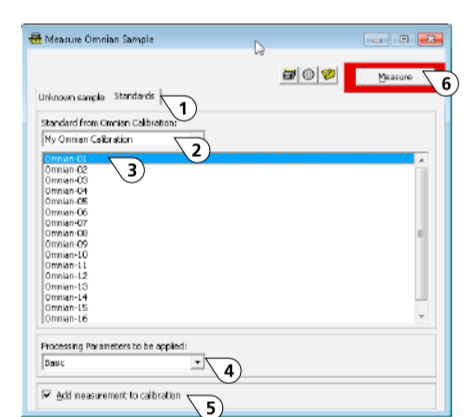 Measure Omnian Sample
Measure
6
Unknown sample Standards
1
Standard from Omnian Calibration:
My Omnian Calibration
2
Omnian-01
3
Omnian-02
Omnian-03
Omnian-04
Omnian-05
Omnian-06
Omnian-07
Omnian-08
Omnian-09
Omnian-10
Omnian-11
Omnian-12
Omnian-13
Omnian-14
Omnian-15
Omnian-16
Processing Parameters to be applied:
Basic
4
Add measurement to calibration
5